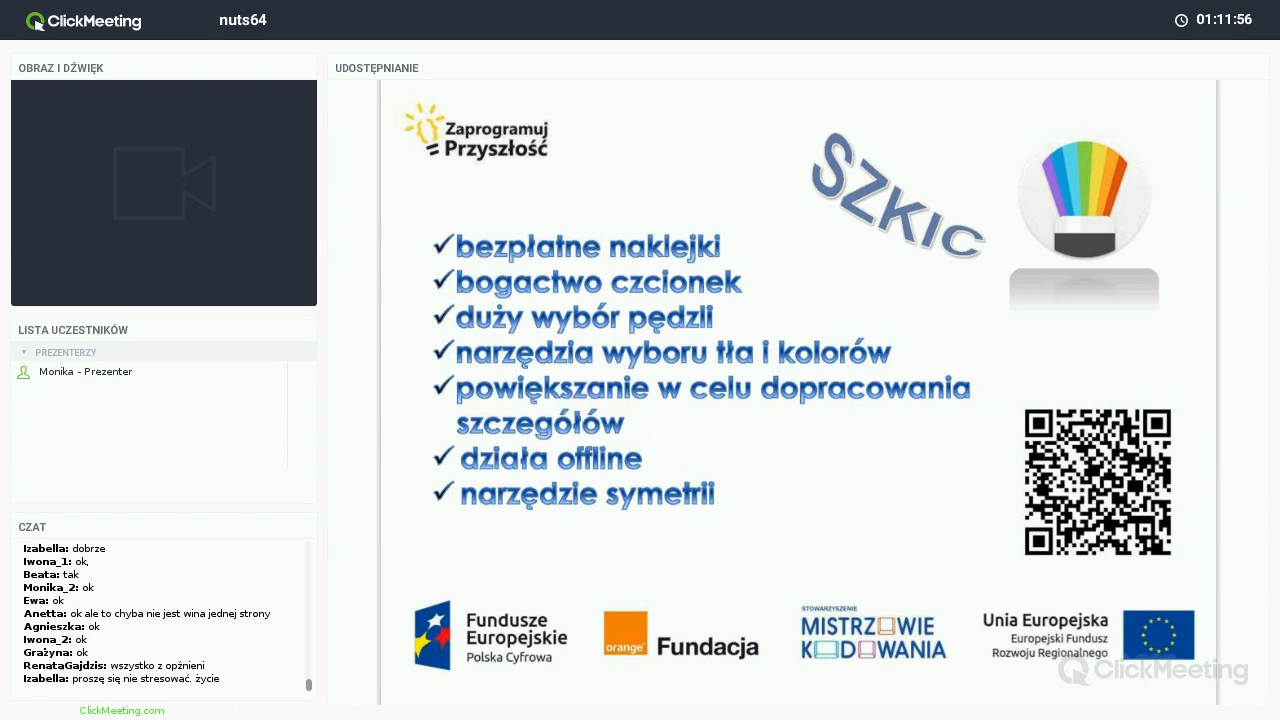 ClickMeeting
nuts64
01:11:56
OBRAZ I DŹWIĘK
LISTA UCZESTNIKÓW
PREZENTERZY
Monika - Prezenter
CZAT
Izabella: dobrze
Iwona_1: ok,
Beata: tak
Monika_2: ok
Ewa: ok
Anetta: ok ale to chyba nie jest wina jednej strony
Agnieszka: ok
Iwona_2: ok
Grażyna: ok
RenataGajdzis: wszystko z opźnieni
Izabella: proszę się nie stresować. życie
ClickMeeting.com
UDOSTĘPNIANIE
Zaprogramuj
Przyszłość
SZKIC
bezpłatne naklejki
bogactwo czcionek
duży wybór pędzli
narzędzia wyboru tła i kolorów
powiększanie w celu dopracowania
szczegółów
działa offline
narzędzie symetrii
Fundusze
Europejskie
Polska Cyfrowa
orange
Fundacja
STOWARZYSZENIE
MISTRZOWIE
KODOWANIA
Unia Europejska
Europejski Fundusz
Rozwoju Regionalnego
ClickMeeting